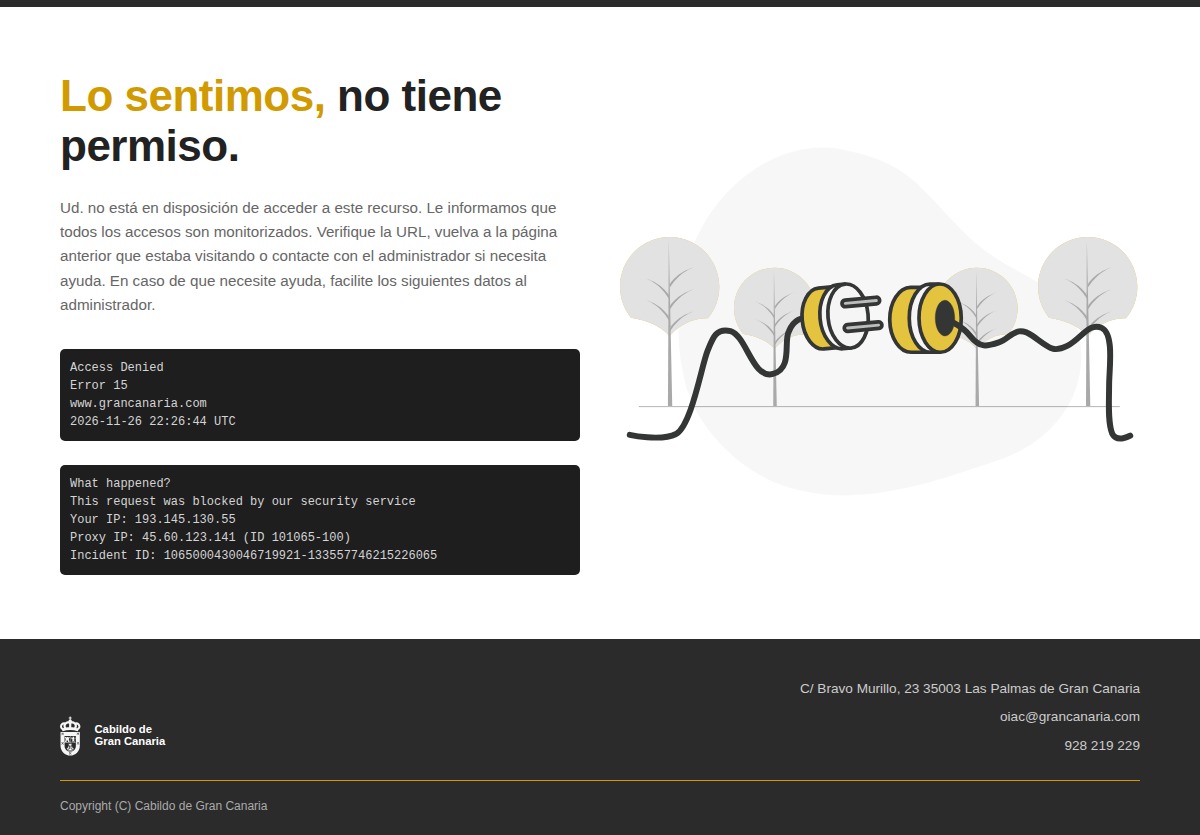 Lo sentimos, no tiene
permiso.
Ud. no está en disposición de acceder a este recurso. Le informamos que
todos los accesos son monitorizados. Verifique la URL, vuelva a la página
anterior que estaba visitando o contacte con el administrador si necesita
ayuda. En caso de que necesite ayuda, facilite los siguientes datos al
administrador.
Access Denied
Error 15
www.grancanaria.com
2026-11-26 22:26:44 UTC
What happened?
This request was blocked by our security service
Your IP: 193.145.130.55
Proxy IP: 45.60.123.141 (ID 101065-100)
Incident ID: 1065000430046719921-133557746215226065
C/ Bravo Murillo, 23 35003 Las Palmas de Gran Canaria
oiac@grancanaria.com
928 219 229
Cabildo de
Gran Canaria
Copyright (C) Cabildo de Gran Canaria